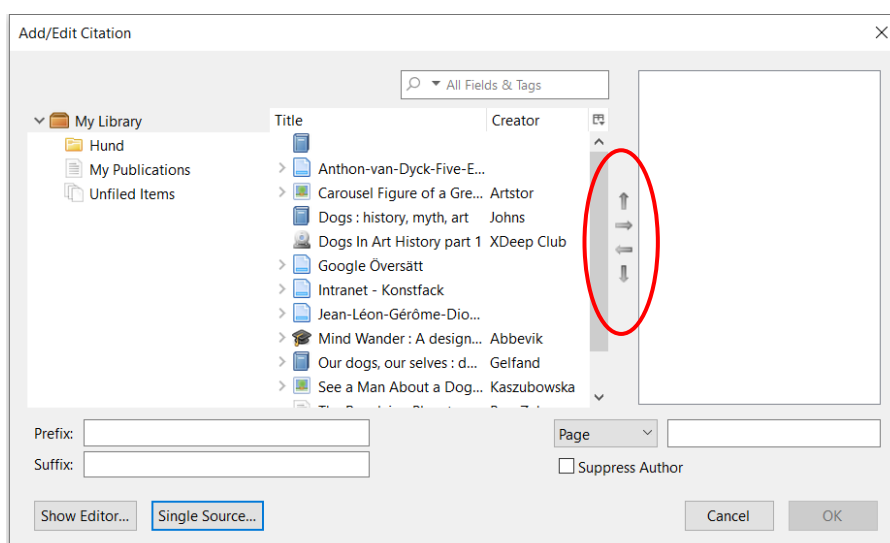 Add/Edit Citation
All Fields & Tags
My Library
Hund
My Publications
Unfiled Items
Title Creator
Anthon-van-Dyck-Five-E...
Carousel Figure of a Gre... Artstor
Dogs : history, myth, art Johns
Dogs In Art History part 1 XDeep Club
Google Översätt
Intranet - Konstfack
Jean-Léon-Gérôme-Dio...
Mind Wander : A design... Abbevik
Our dogs, our selves : d... Gelfand
See a Man About a Dog... Kaszubowska
Prefix:
Page
Suffix:
Suppress Author
Show Editor... Single Source... Cancel OK